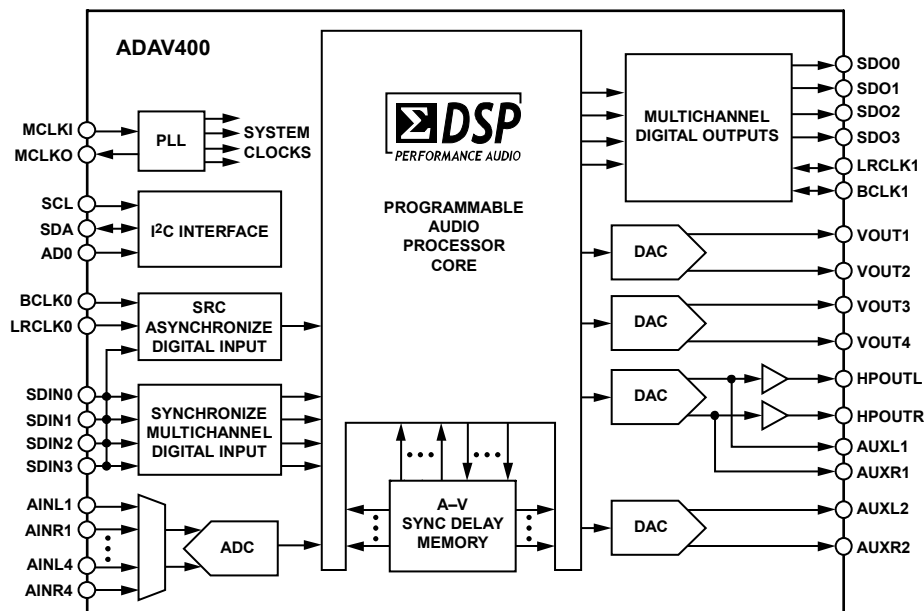 ADAV400
MCLKI
MCLKO
PLL
SYSTEM
CLOCKS
SCL
SDA
AD0
I2C INTERFACE
BCLK0
LRCLK0
SRC
ASYNCHRONIZE
DIGITAL INPUT
SDIN0
SDIN1
SDIN2
SDIN3
SYNCHRONIZE
MULTICHANNEL
DIGITAL INPUT
AINL1
AINR1
AINL4
AINR4
ADC
ΣDSP
PERFORMANCE AUDIO
PROGRAMMABLE
AUDIO
PROCESSOR
CORE
A–V
SYNC DELAY
MEMORY
MULTICHANNEL
DIGITAL OUTPUTS
DAC
DAC
DAC
DAC
SDO0
SDO1
SDO2
SDO3
LRCLK1
BCLK1
VOUT1
VOUT2
VOUT3
VOUT4
HPOUTL
HPOUTR
AUXL1
AUXR1
AUXL2
AUXR2